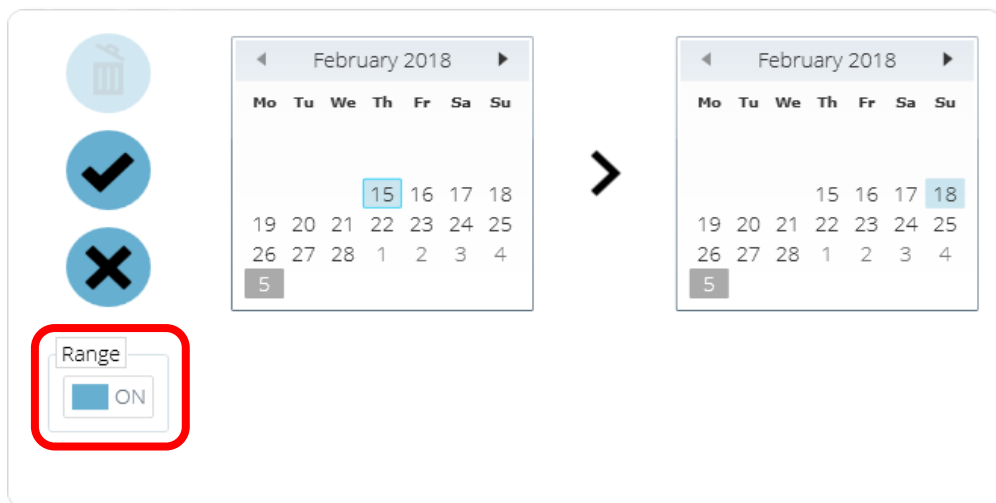 February 2018
Mo Tu We Th Fr Sa Su
15 16 17 18
19 20 21 22 23 24 25
26 27 28 1 2 3 4
5
February 2018
Mo Tu We Th Fr Sa Su
15 16 17 18
19 20 21 22 23 24 25
26 27 28 1 2 3 4
5
Range
ON